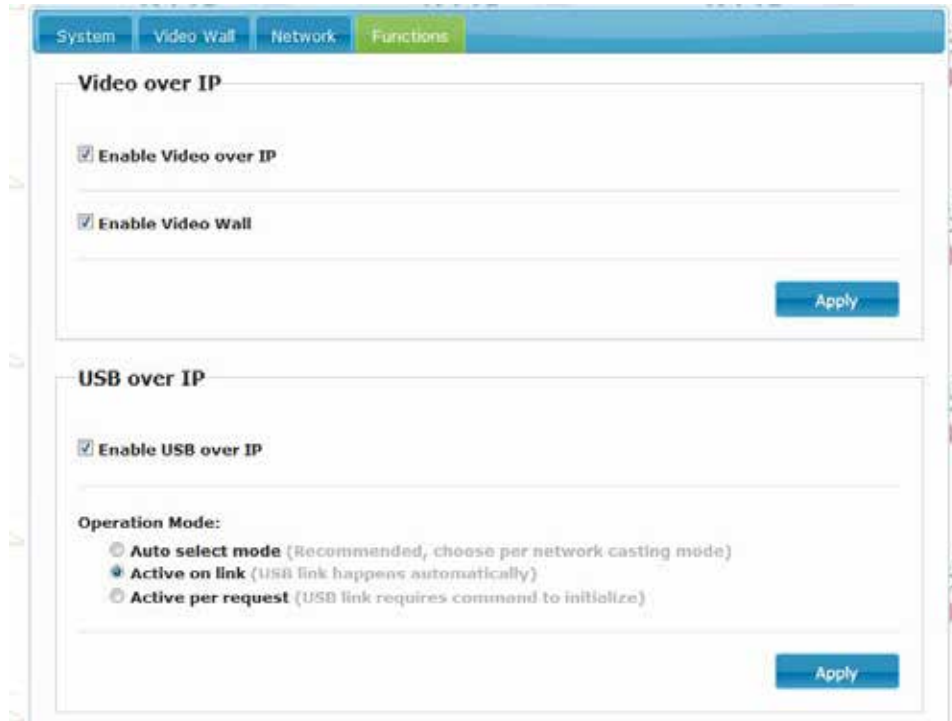 System Video Wall Network Functions
Video over IP
Enable Video over IP
Enable Video Wall
Apply
USB over IP
Enable USB over IP
Operation Mode:
Auto select mode (Recommended, choose per network casting mode)
Active on link (USB link happens automatically)
Active per request (USB link requires command to initialize)
Apply